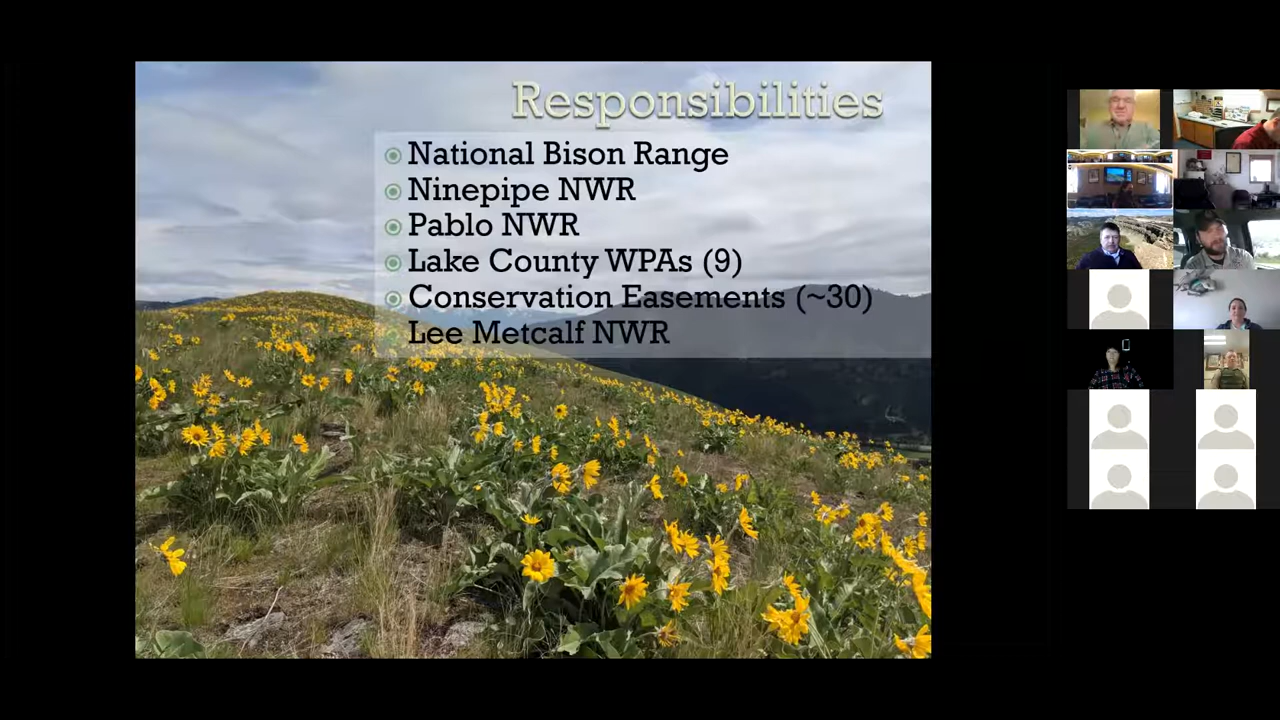 Responsibilities
National Bison Range
Ninepipe NWR
Pablo NWR
Lake County WPAs (9)
Conservation Easements (~30)
Lee Metcalf NWR